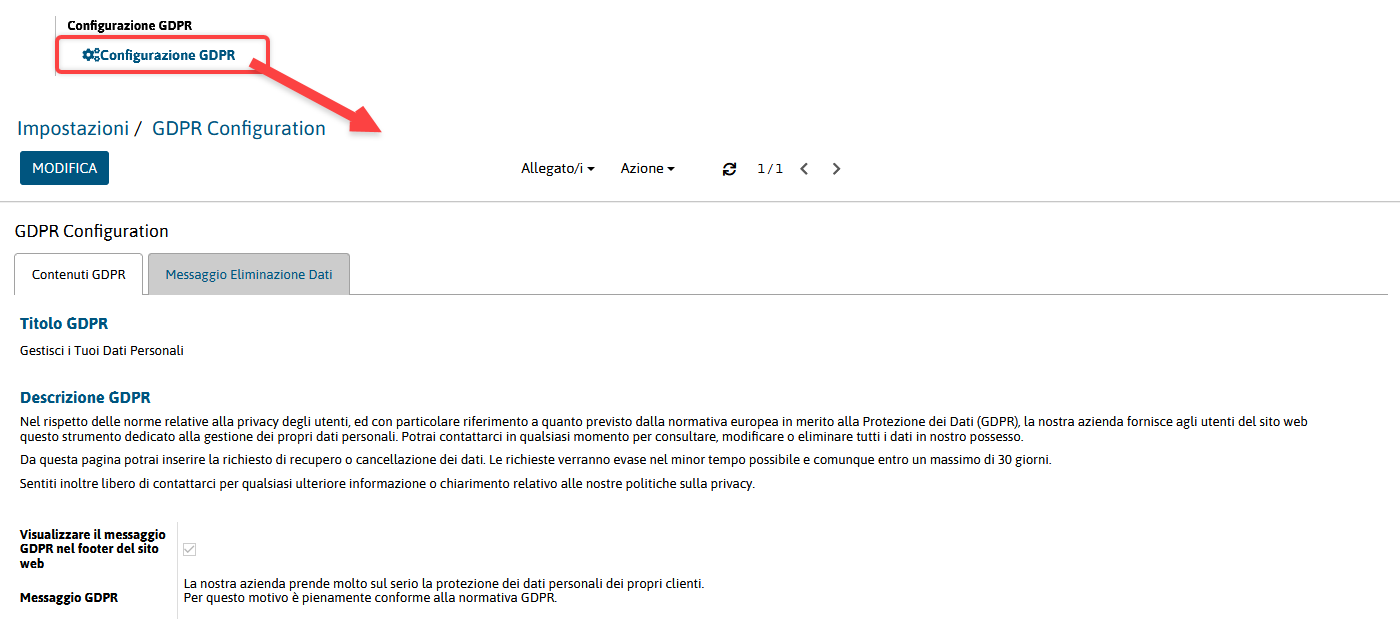 Configurazione GDPR
Configurazione GDPR
Impostazioni / GDPR Configuration
MODIFICA
Allegato/i
Azione
1 / 1
GDPR Configuration
Contenuti GDPR
Messaggio Eliminazione Dati
Titolo GDPR
Gestisci i Tuoi Dati Personali
Descrizione GDPR
Nel rispetto delle norme relative alla privacy degli utenti, ed con particolare riferimento a quanto previsto dalla normativa europea in merito alla Protezione dei Dati (GDPR), la nostra azienda fornisce agli utenti del sito web
questo strumento dedicato alla gestione dei propri dati personali. Potrai contattarci in qualsiasi momento per consultare, modificare o eliminare tutti i dati in nostro possesso.
Da questa pagina potrai inserire la richiesto di recupero o cancellazione dei dati. Le richieste verranno evase nel minor tempo possibile e comunque entro un massimo di 30 giorni.
Sentiti inoltre libero di contattarci per qualsiasi ulteriore informazione o chiarimento relativo alle nostre politiche sulla privacy.
Visualizzare il messaggio
GDPR nel footer del sito
web
Messaggio GDPR
La nostra azienda prende molto sul serio la protezione dei dati personali dei propri clienti.
Per questo motivo è pienamente conforme alla normativa GDPR.